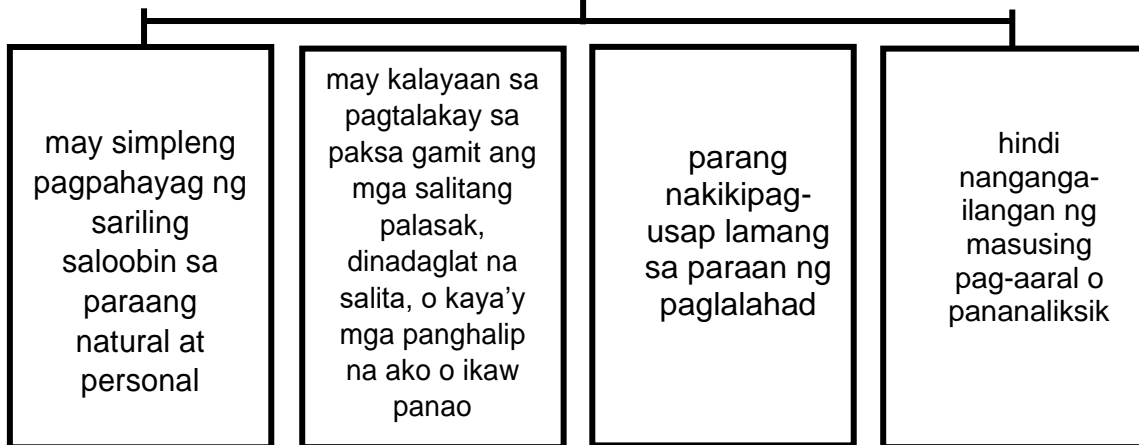 may simpleng
pagpahayag ng
sariling
saloobin sa
paraang
natural at
personal
may kalayaan sa
pagtalakay sa
paksa gamit ang
mga salitang
palasak,
dinadaglat na
salita, o kaya’y
mga panghalip
na ako o ikaw
panao
parang
nakikipag-
usap lamang
sa paraan ng
paglalahad
hindi
nanganga-
ilangan ng
masusing
pag-aaral o
pananaliksik